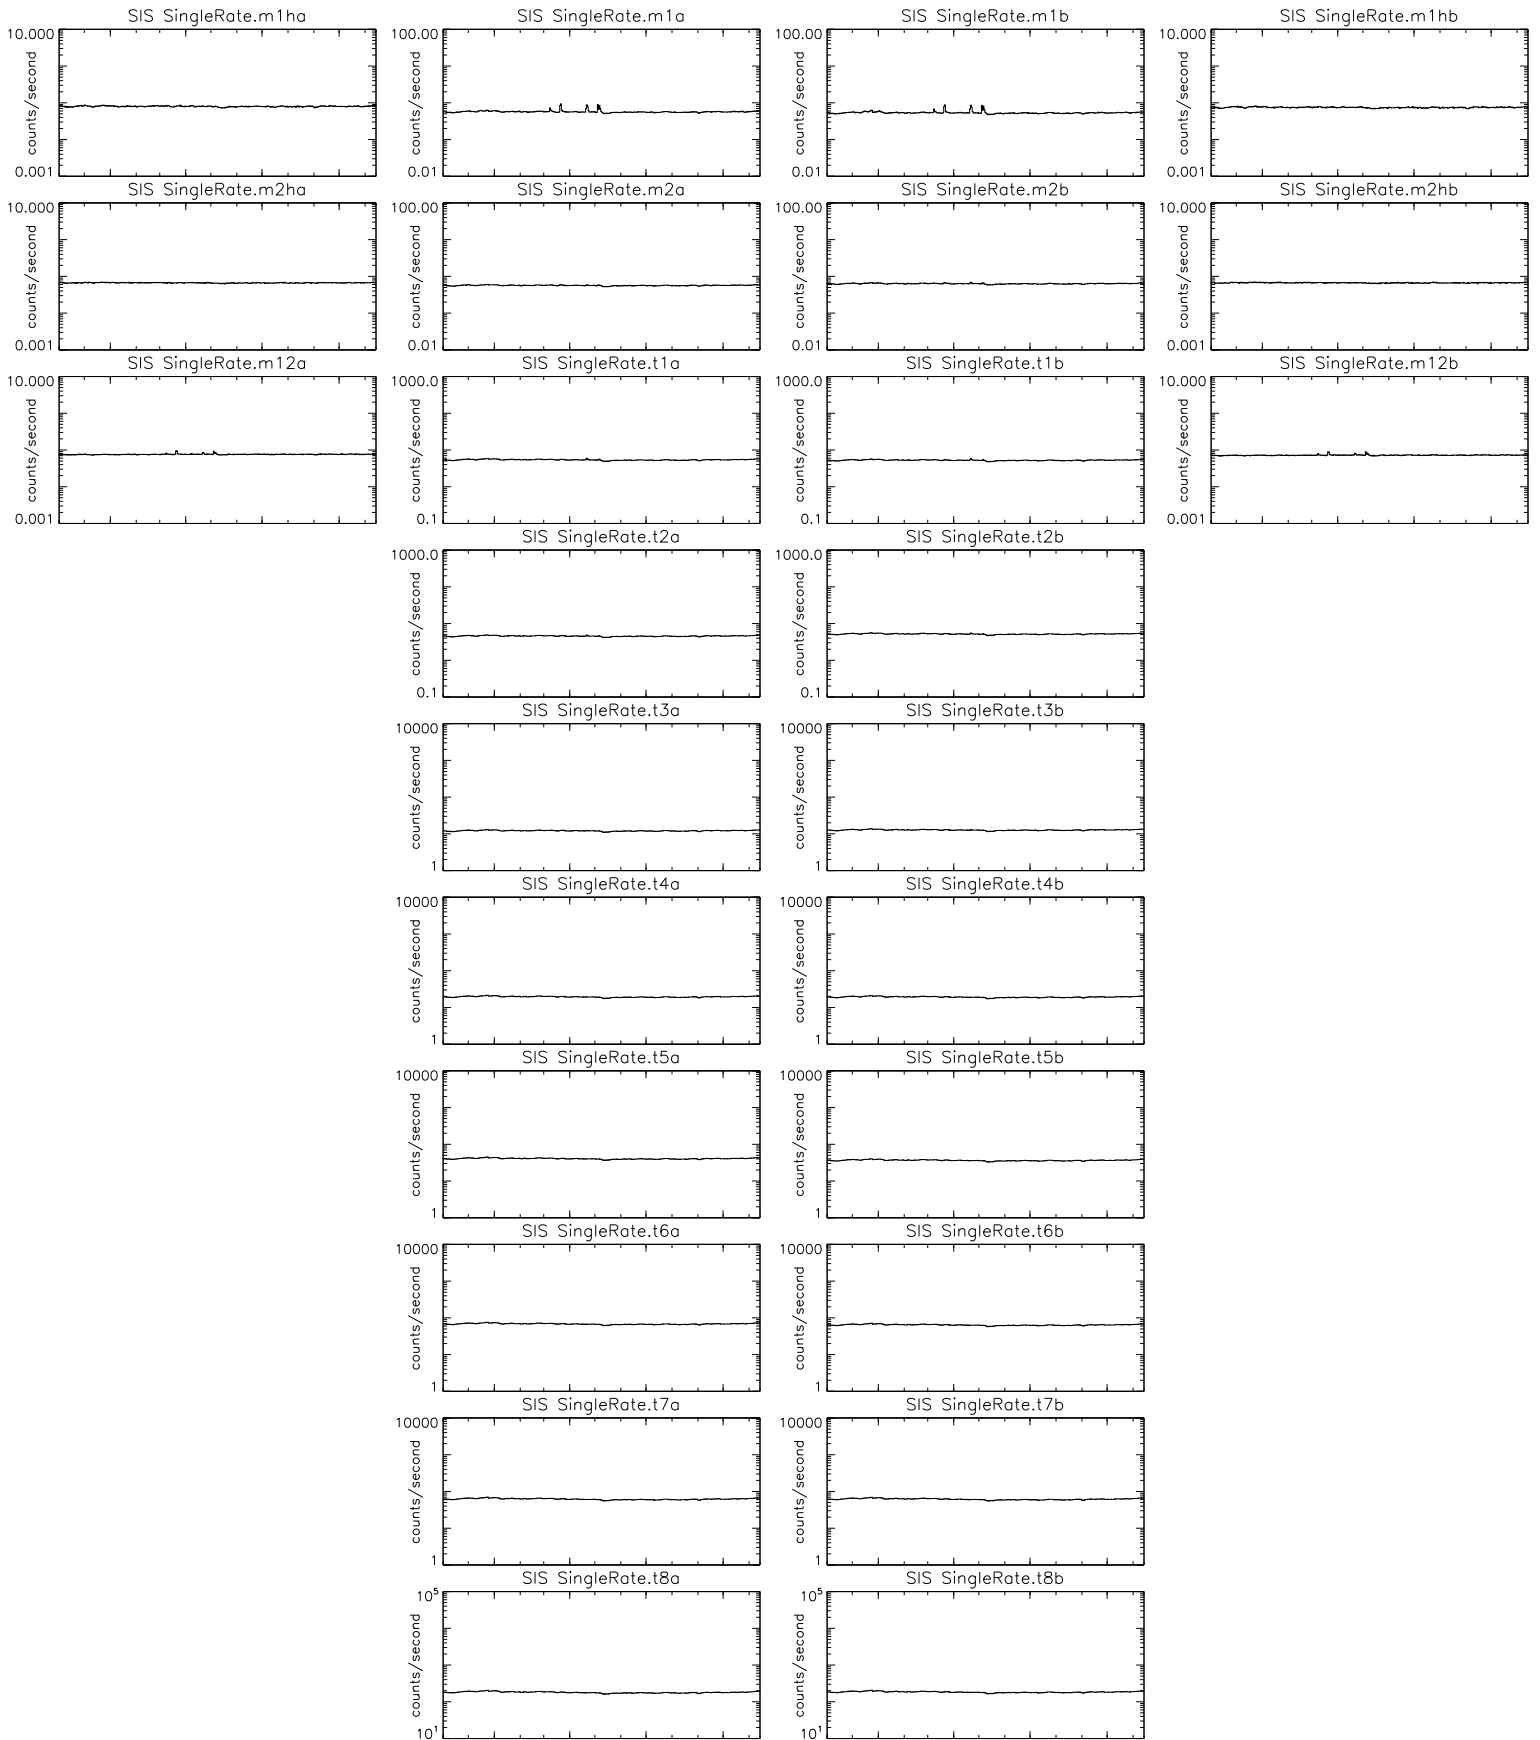 SIS SingleRate.m1ha
10.000
counts/second
0.001
SIS SingleRate.m1a
100.00
counts/second
0.01
SIS SingleRate.m1b
100.00
counts/second
0.01
SIS SingleRate.m1hb
10.000
counts/second
0.001
SIS SingleRate.m2ha
10.000
counts/second
0.001
SIS SingleRate.m2a
100.00
counts/second
0.01
SIS SingleRate.m2b
100.00
counts/second
0.01
SIS SingleRate.m2hb
10.000
counts/second
0.001
SIS SingleRate.m12a
10.000
counts/second
0.001
SIS SingleRate.t1a
1000.0
counts/second
0.1
SIS SingleRate.t1b
1000.0
counts/second
0.1
SIS SingleRate.m12b
10.000
counts/second
0.001
SIS SingleRate.t2a
1000.0
counts/second
0.1
SIS SingleRate.t2b
1000.0
counts/second
0.1
SIS SingleRate.t3a
10000
counts/second
1
SIS SingleRate.t3b
10000
counts/second
1
SIS SingleRate.t4a
10000
counts/second
1
SIS SingleRate.t4b
10000
counts/second
1
SIS SingleRate.t5a
10000
counts/second
1
SIS SingleRate.t5b
10000
counts/second
1
SIS SingleRate.t6a
10000
counts/second
1
SIS SingleRate.t6b
10000
counts/second
1
SIS SingleRate.t7a
10000
counts/second
1
SIS SingleRate.t7b
10000
counts/second
1
SIS SingleRate.t8a
10⁵
counts/second
10¹
SIS SingleRate.t8b
10⁵
counts/second
10¹